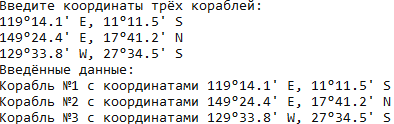 Введите координаты трёх кораблей:
119°14.1' E, 11°11.5' S
149°24.4' E, 17°41.2' N
129°33.8' W, 27°34.5' S
Введённые данные:
Корабль №1 с координатами 119°14.1' E, 11°11.5' S
Корабль №2 с координатами 149°24.4' E, 17°41.2' N
Корабль №3 с координатами 129°33.8' W, 27°34.5' S